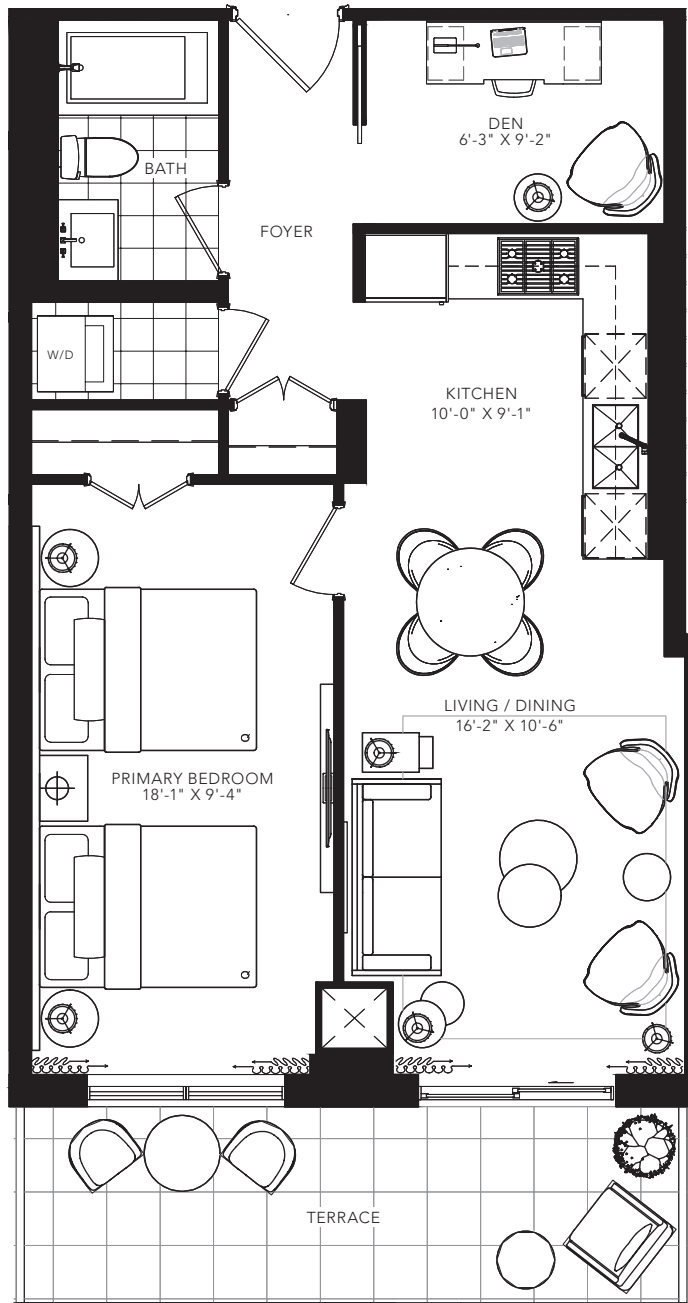 DEN
6'-3" X 9'-2"
BATH
FOYER
W/D
KITCHEN
10'-0" X 9'-1"
LIVING / DINING
16'-2" X 10'-6"
Q
PRIMARY BEDROOM
18'-1" X 9'-4"
Q
TERRACE